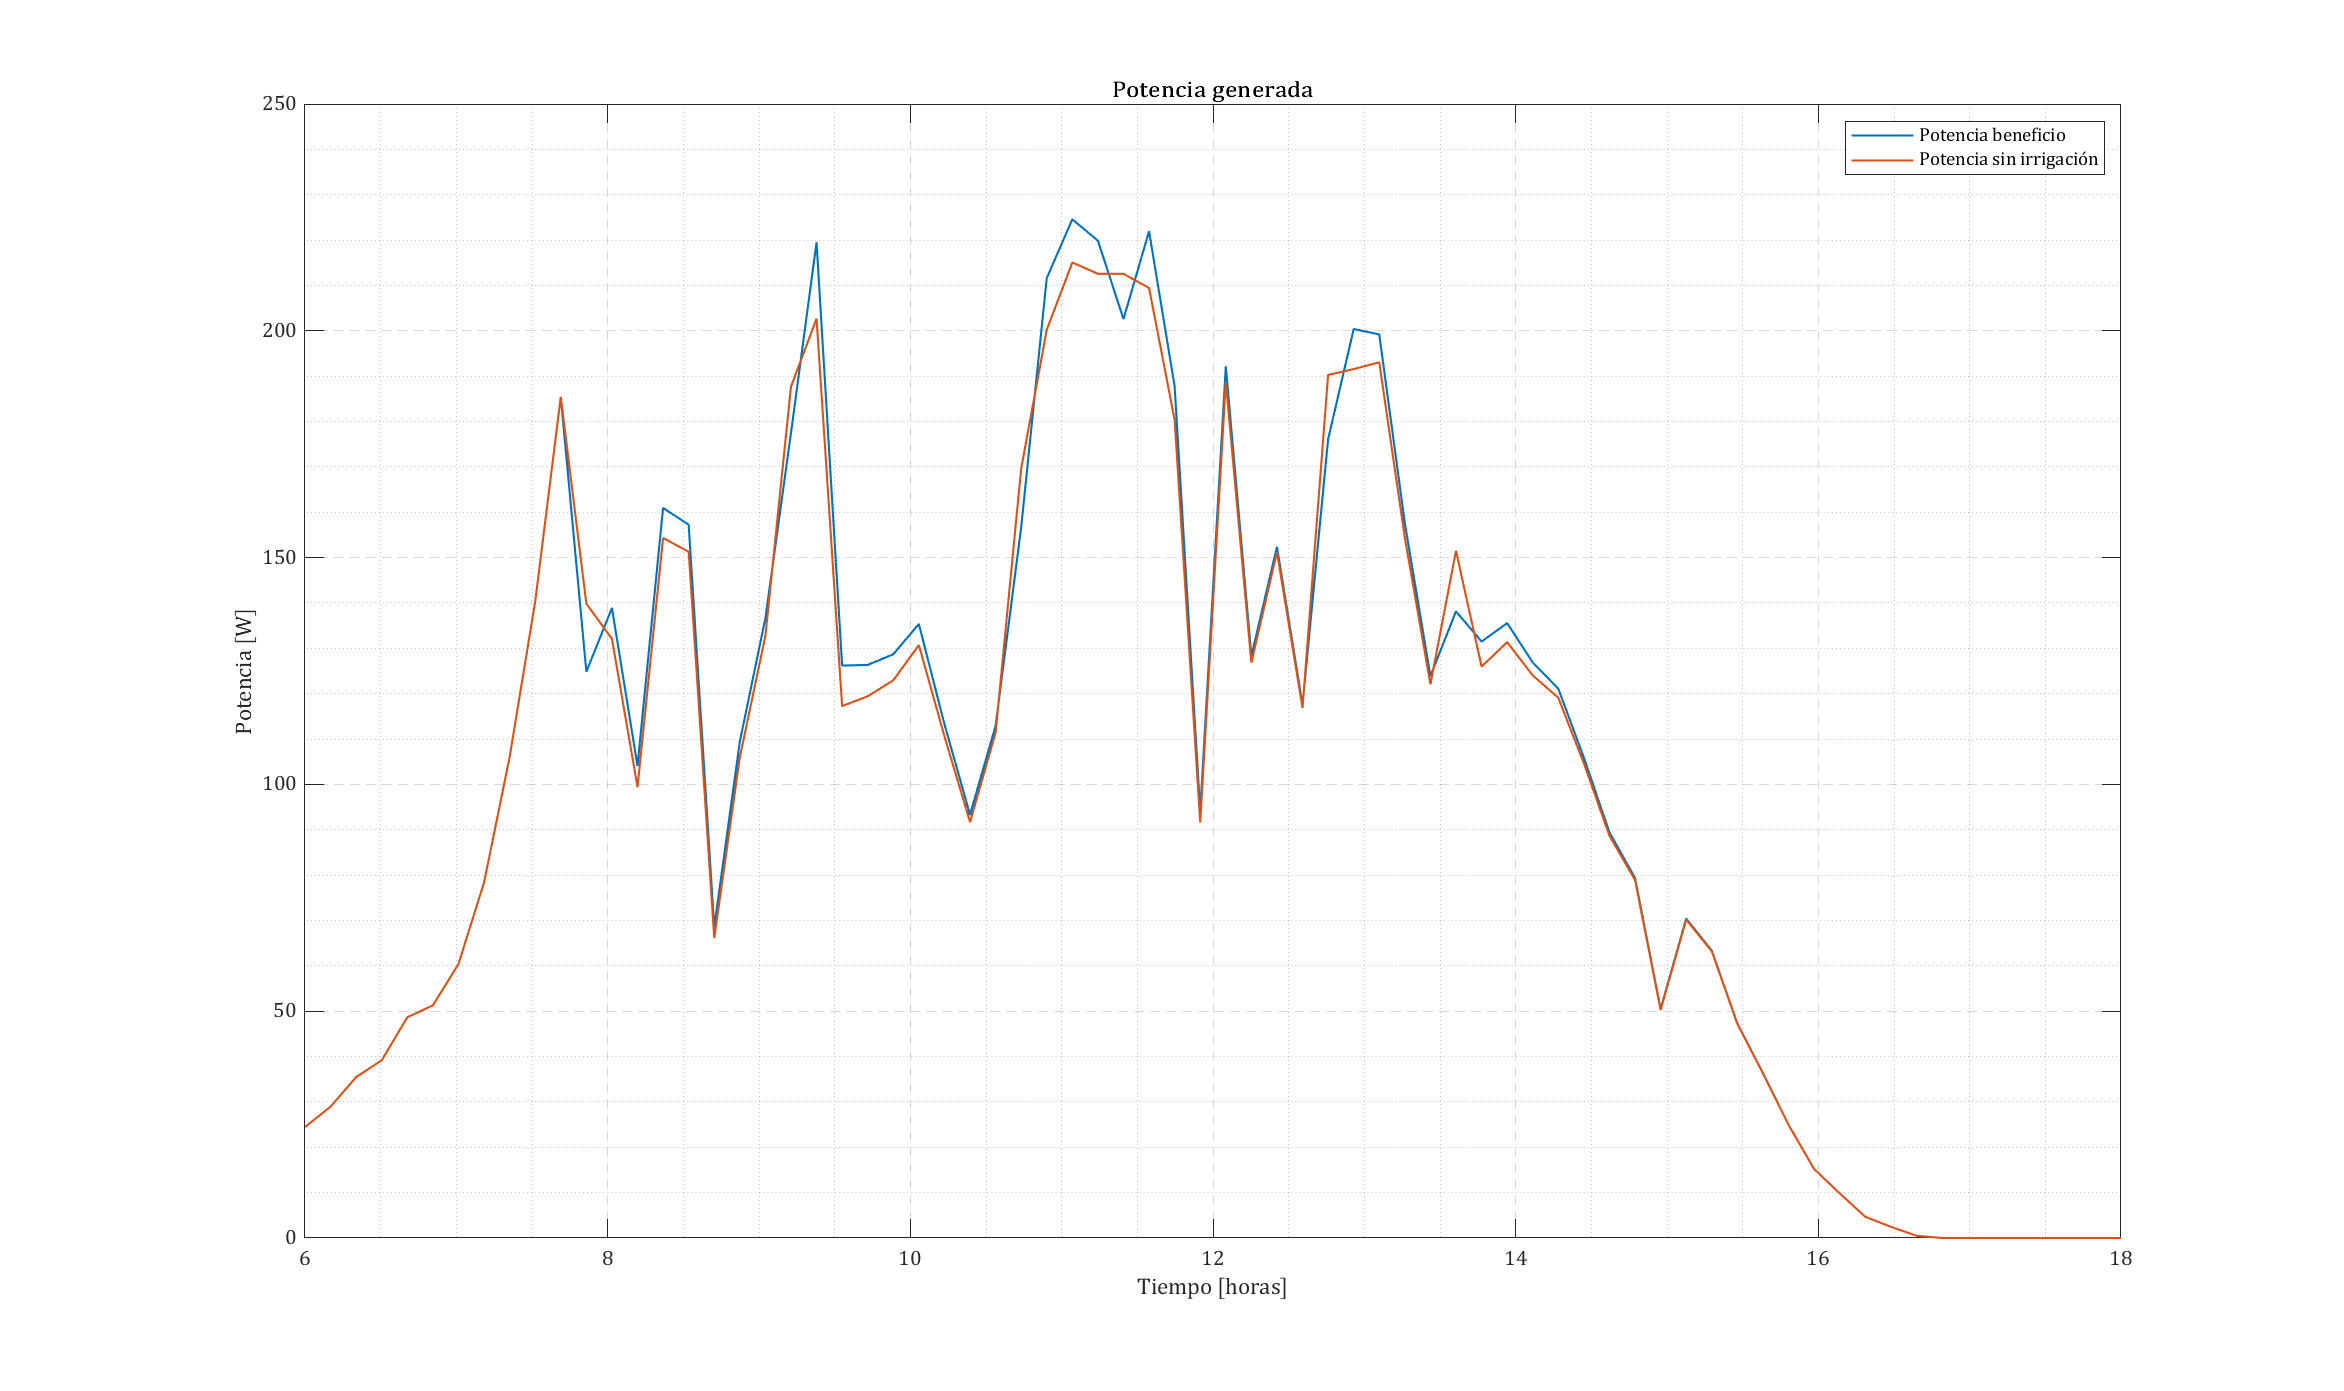 Potencia generada
250
200
150
100
50
0
Potencia [W]
Potencia beneficio
Potencia sin irrigación
6 8 10 12 14 16 18
Tiempo [horas]